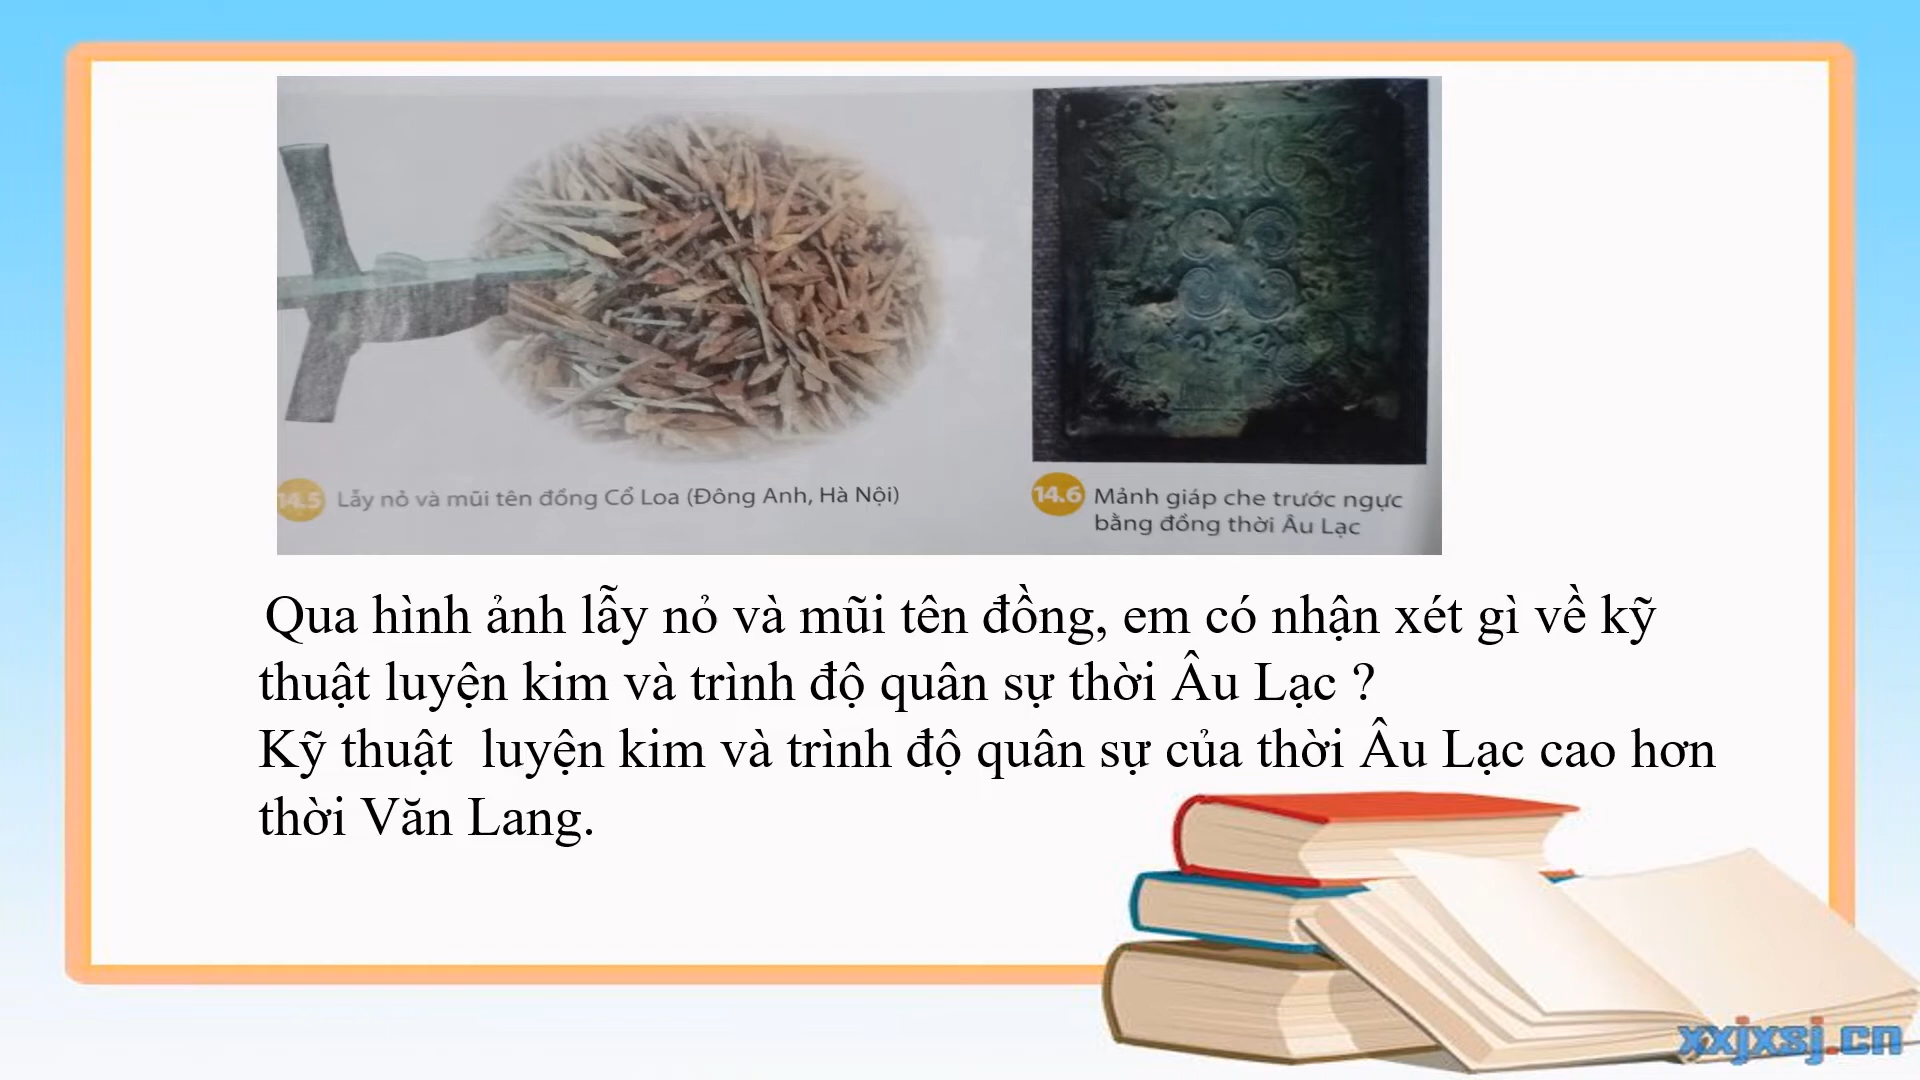 14.5 Lẫy nỏ và mũi tên đồng Cổ Loa (Đông Anh, Hà Nội)
14.6 Mảnh giáp che trước ngực
bằng đồng thời Âu Lạc
Qua hình ảnh lẫy nỏ và mũi tên đồng, em có nhận xét gì về kỹ
thuật luyện kim và trình độ quân sự thời Âu Lạc ?
Kỹ thuật luyện kim và trình độ quân sự của thời Âu Lạc cao hơn
thời Văn Lang.
xxjxsj.cn